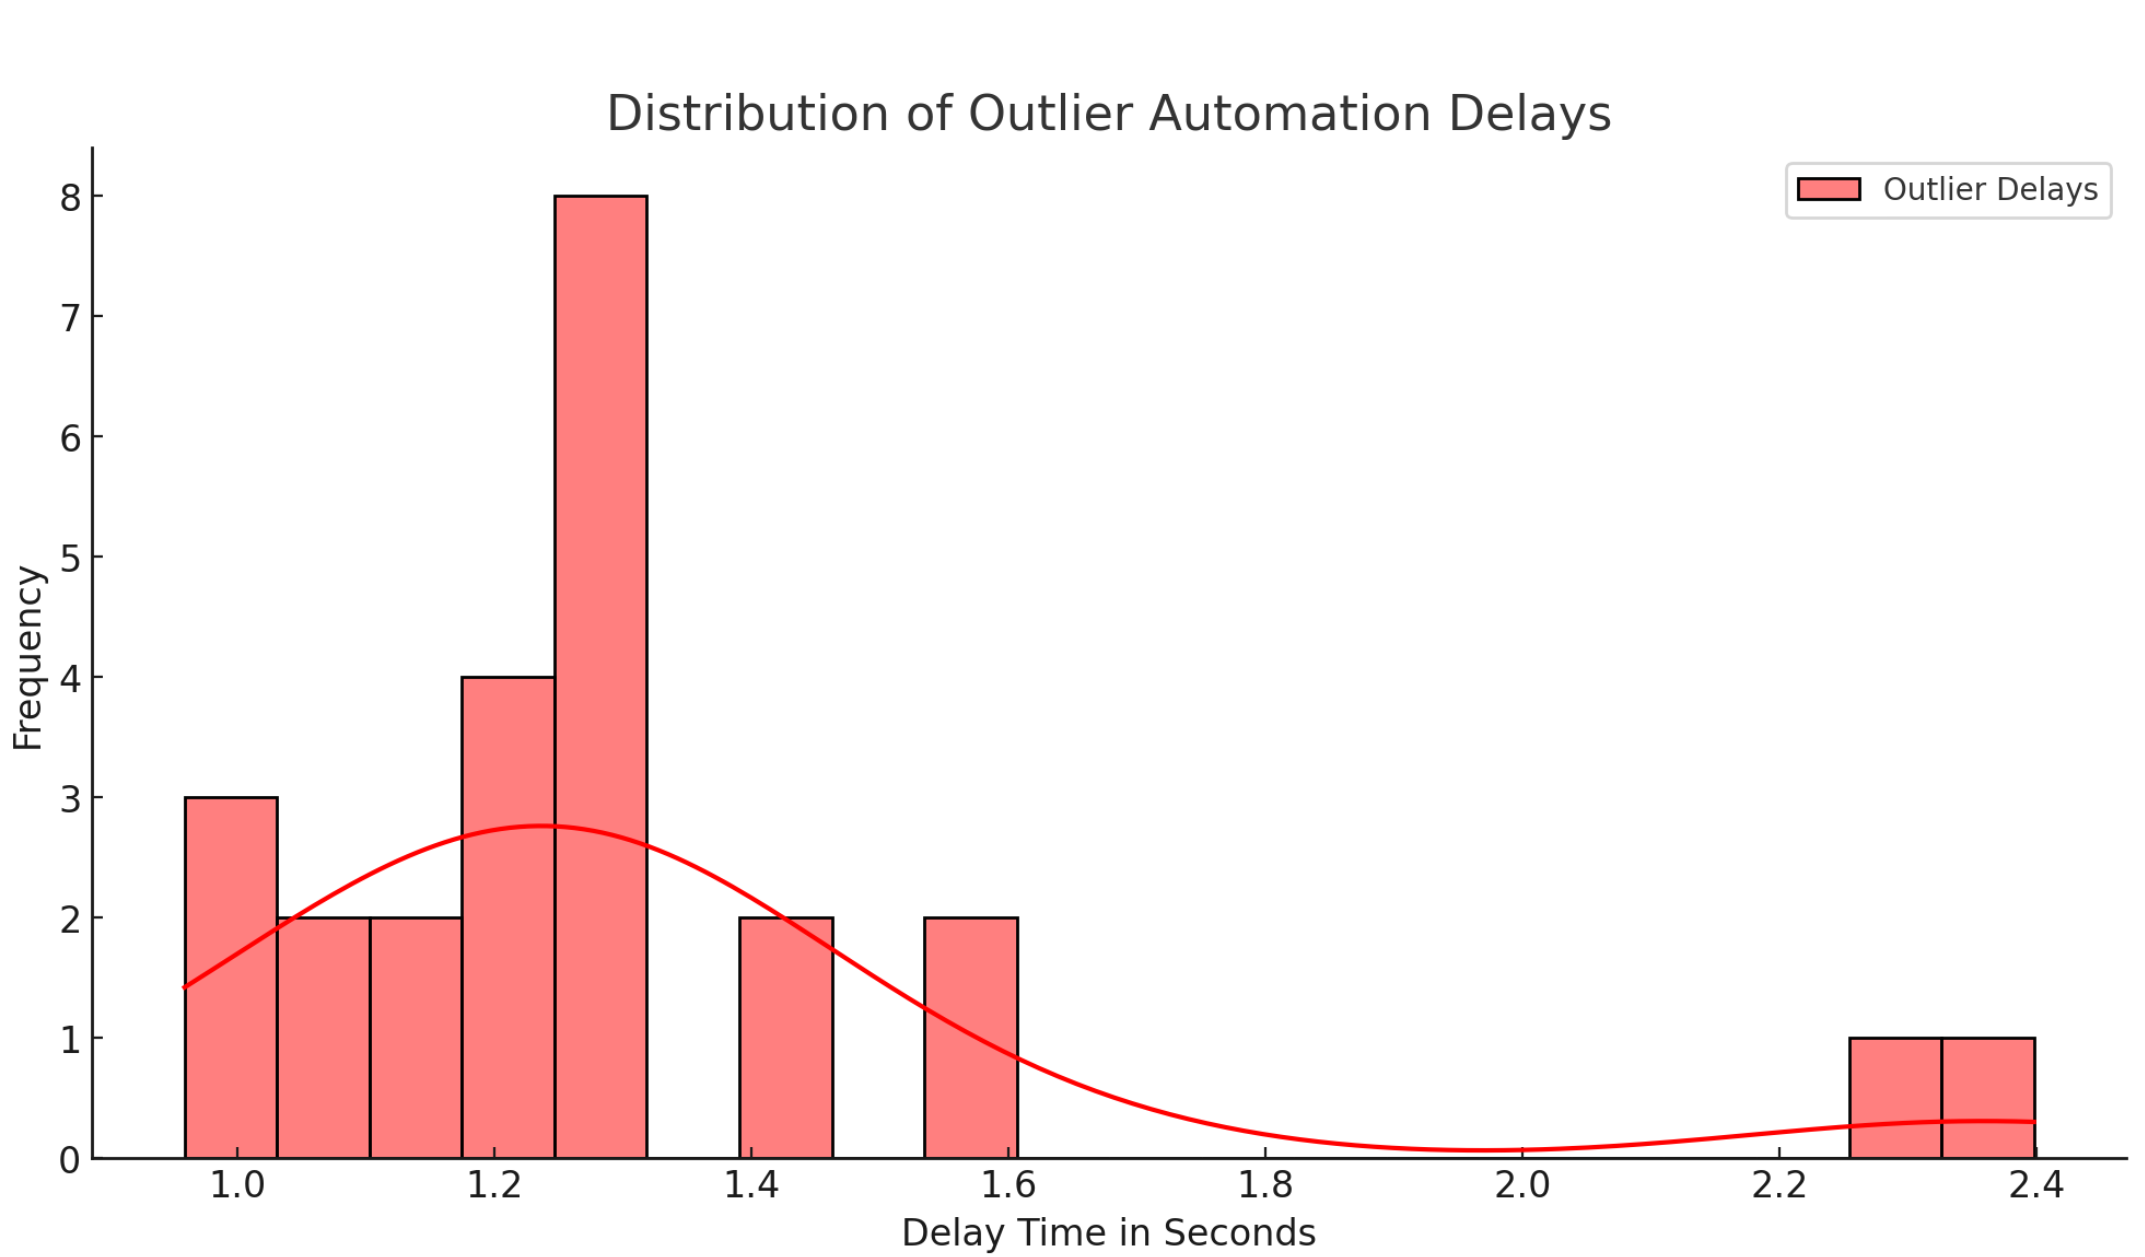 Distribution of Outlier Automation Delays
Outlier Delays
8
7
6
5
4
3
2
1
0
Frequency
1.0 1.2 1.4 1.6 1.8 2.0 2.2 2.4
Delay Time in Seconds